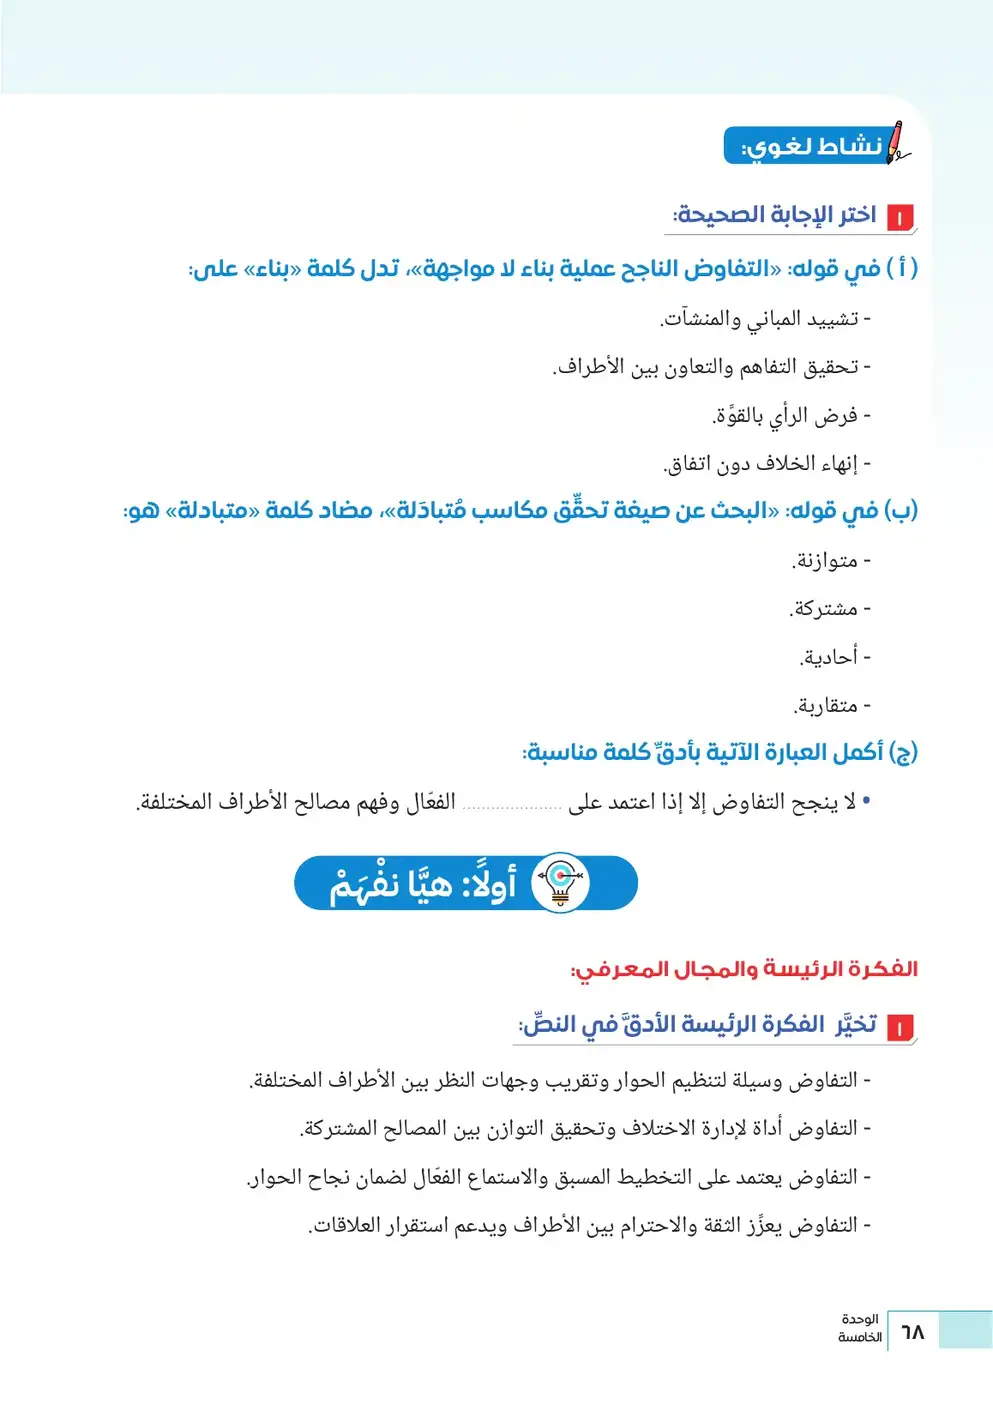 نشاط لغوي:
١ اختر الإجابة الصحيحة:
(أ) في قوله: «التفاوض الناجح عملية بناء لا مواجهة»، تدل كلمة «بناء» على:
- تشييد المباني والمنشآت.
- تحقيق التفاهم والتعاون بين الأطراف.
- فرض الرأي بالقوَّة.
- إنهاء الخلاف دون اتفاق.
(ب) في قوله: «البحث عن صيغة تحقِّق مكاسب مُتبادَلة»، مضاد كلمة «متبادلة» هو:
- متوازنة.
- مشتركة.
- أحادية.
- متقاربة.
(ج) أكمل العبارة الآتية بأدقِّ كلمة مناسبة:
• لا ينجح التفاوض إلا إذا اعتمد على .................... الفعّال وفهم مصالح الأطراف المختلفة.
أولًا: هيَّا نفْهَمْ
الفكرة الرئيسة والمجال المعرفي:
١ تخيَّر الفكرة الرئيسة الأدقَّ في النصِّ:
- التفاوض وسيلة لتنظيم الحوار وتقريب وجهات النظر بين الأطراف المختلفة.
- التفاوض أداة لإدارة الاختلاف وتحقيق التوازن بين المصالح المشتركة.
- التفاوض يعتمد على التخطيط المسبق والاستماع الفعّال لضمان نجاح الحوار.
- التفاوض يعزِّز الثقة والاحترام بين الأطراف ويدعم استقرار العلاقات.
٦٨ الوحدة
الخامسة